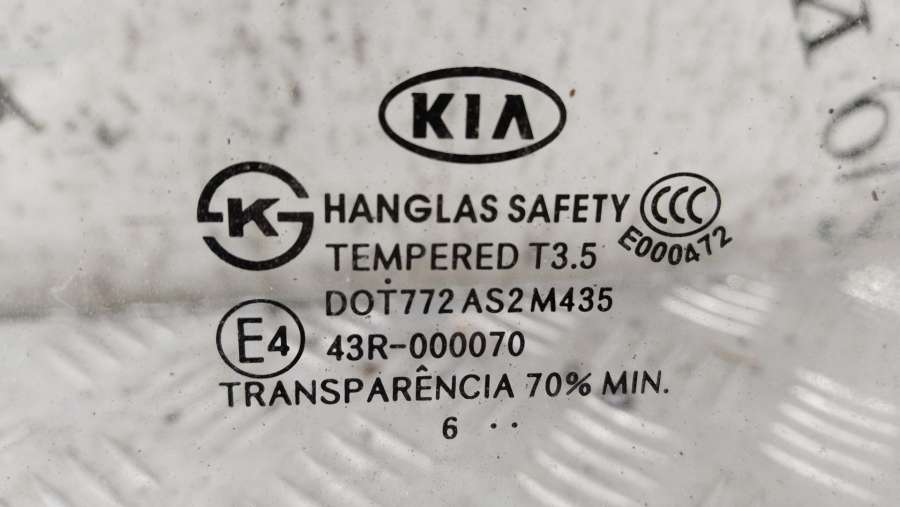 KIA
K HANGLAS SAFETY CCC
E000472
TEMPERED T3.5
DOT772 AS2 M435
E4 43R-000070
TRANSPARÊNCIA 70% MIN.
6 ..